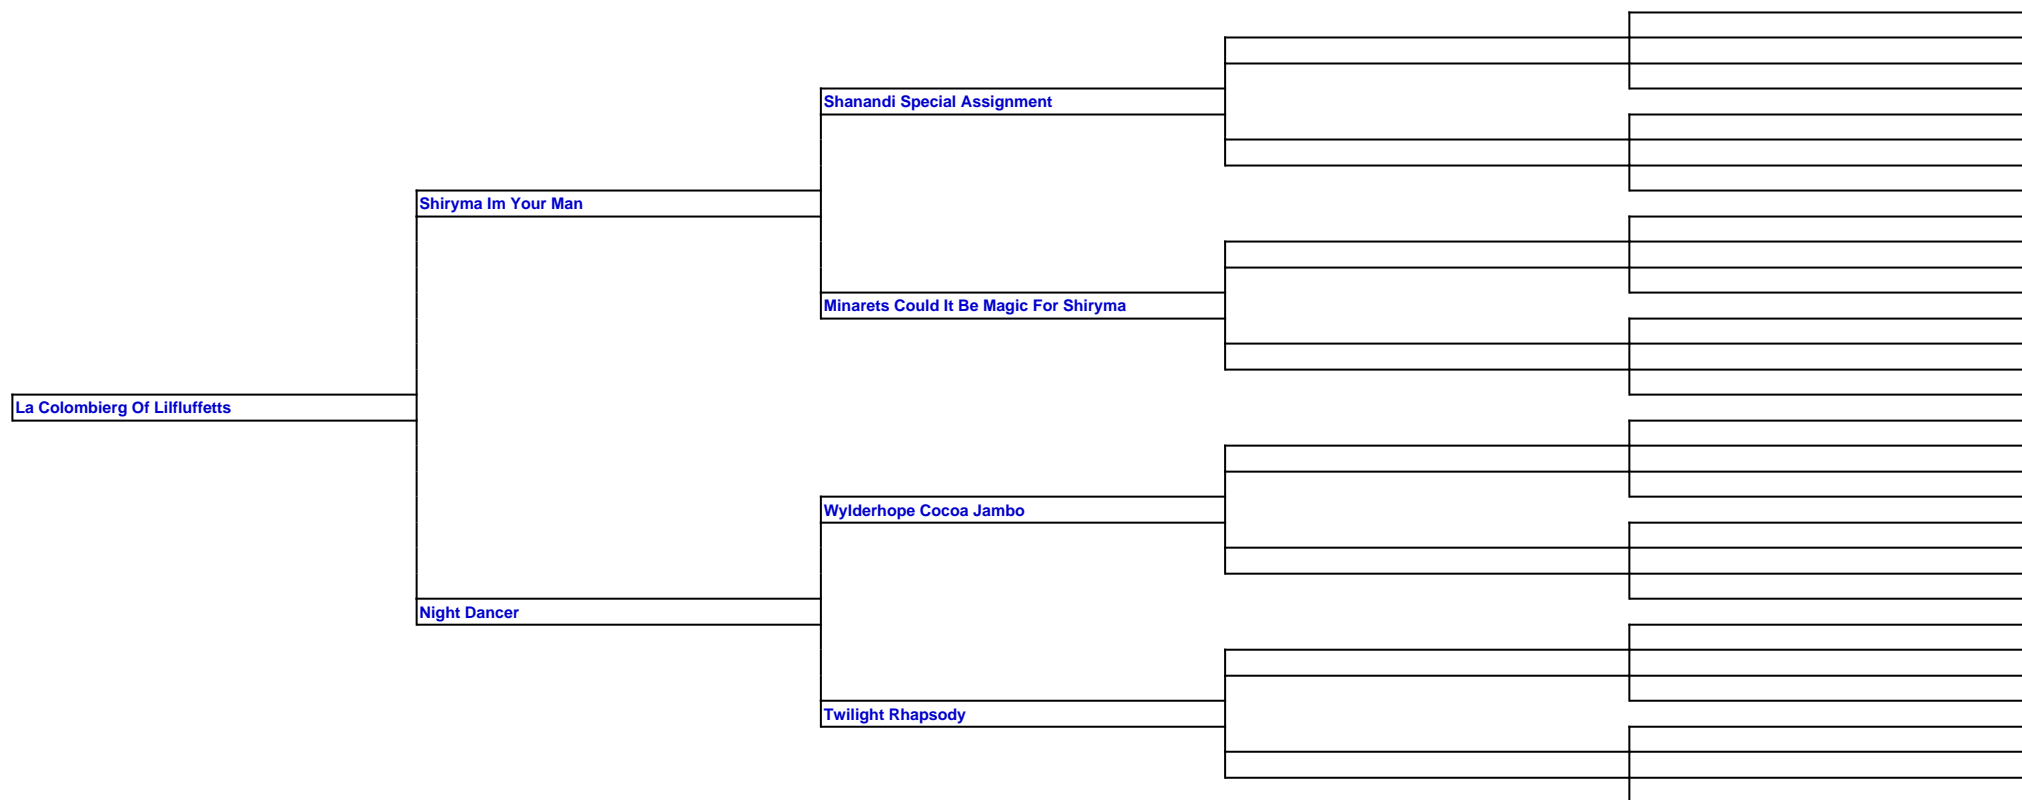 Shanandi Special Assignment
Shiryma Im Your Man
Minarets Could It Be Magic For Shiryma
La Colombierg Of Lilfluffetts
Wylderhope Cocoa Jambo
Night Dancer
Twilight Rhapsody